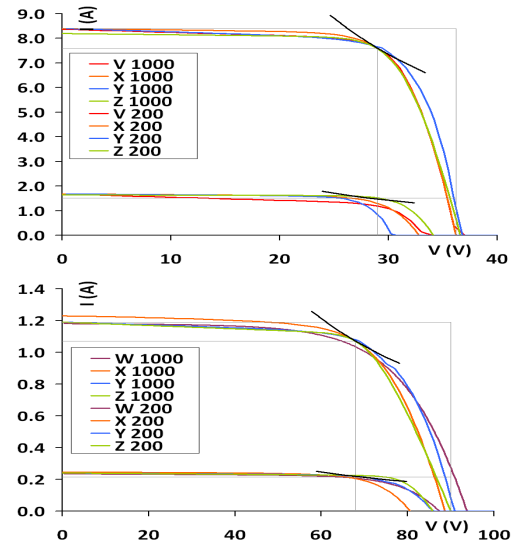 9.0
I (A)
8.0
7.0
6.0
5.0
4.0
3.0
2.0
1.0
0.0
V 1000
X 1000
Y 1000
Z 1000
V 200
X 200
Y 200
Z 200
0 10 20 30 40
V (V)
1.4
I (A)
1.2
1.0
0.8
0.6
0.4
0.2
0.0
W 1000
X 1000
Y 1000
Z 1000
W 200
X 200
Y 200
Z 200
0 20 40 60 80 100
V (V)